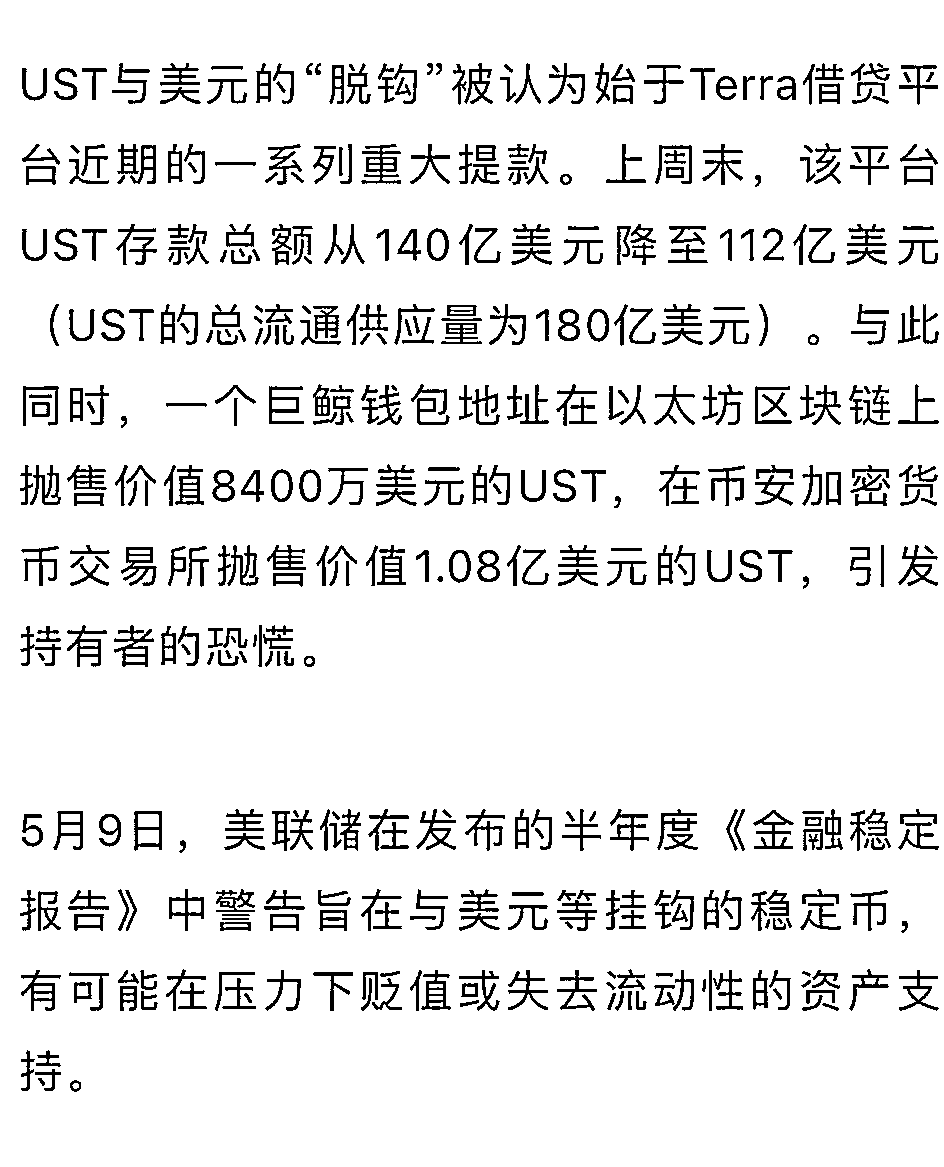 UST与美元的“脱钩”被认为始于Terra借贷平
台近期的一系列重大提款。上周末，该平台
UST存款总额从140亿美元降至112亿美元
（UST的总流通供应量为180亿美元）。与此
同时，一个巨鲸钱包地址在以太坊区块链上
抛售价值8400万美元的UST，在币安加密货
币交易所抛售价值1.08亿美元的UST，引发
持有者的恐慌。
5月9日，美联储在发布的半年度《金融稳定
报告》中警告旨在与美元等挂钩的稳定币，
有可能在压力下贬值或失去流动性的资产支
持。